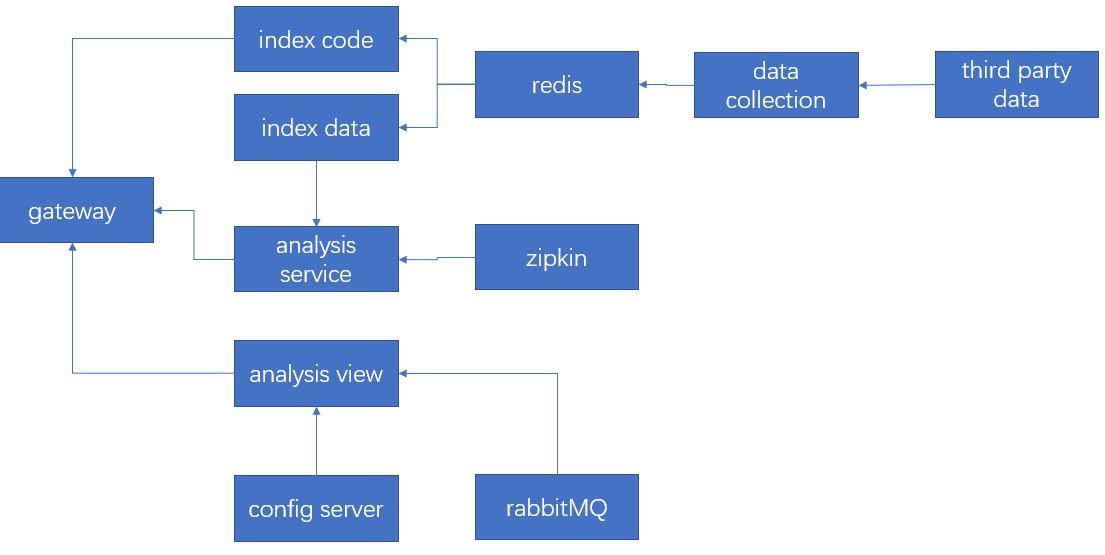 index code
redis
data
collection
third party
data
index data
gateway
analysis
service
zipkin
analysis view
config server
rabbitMQ